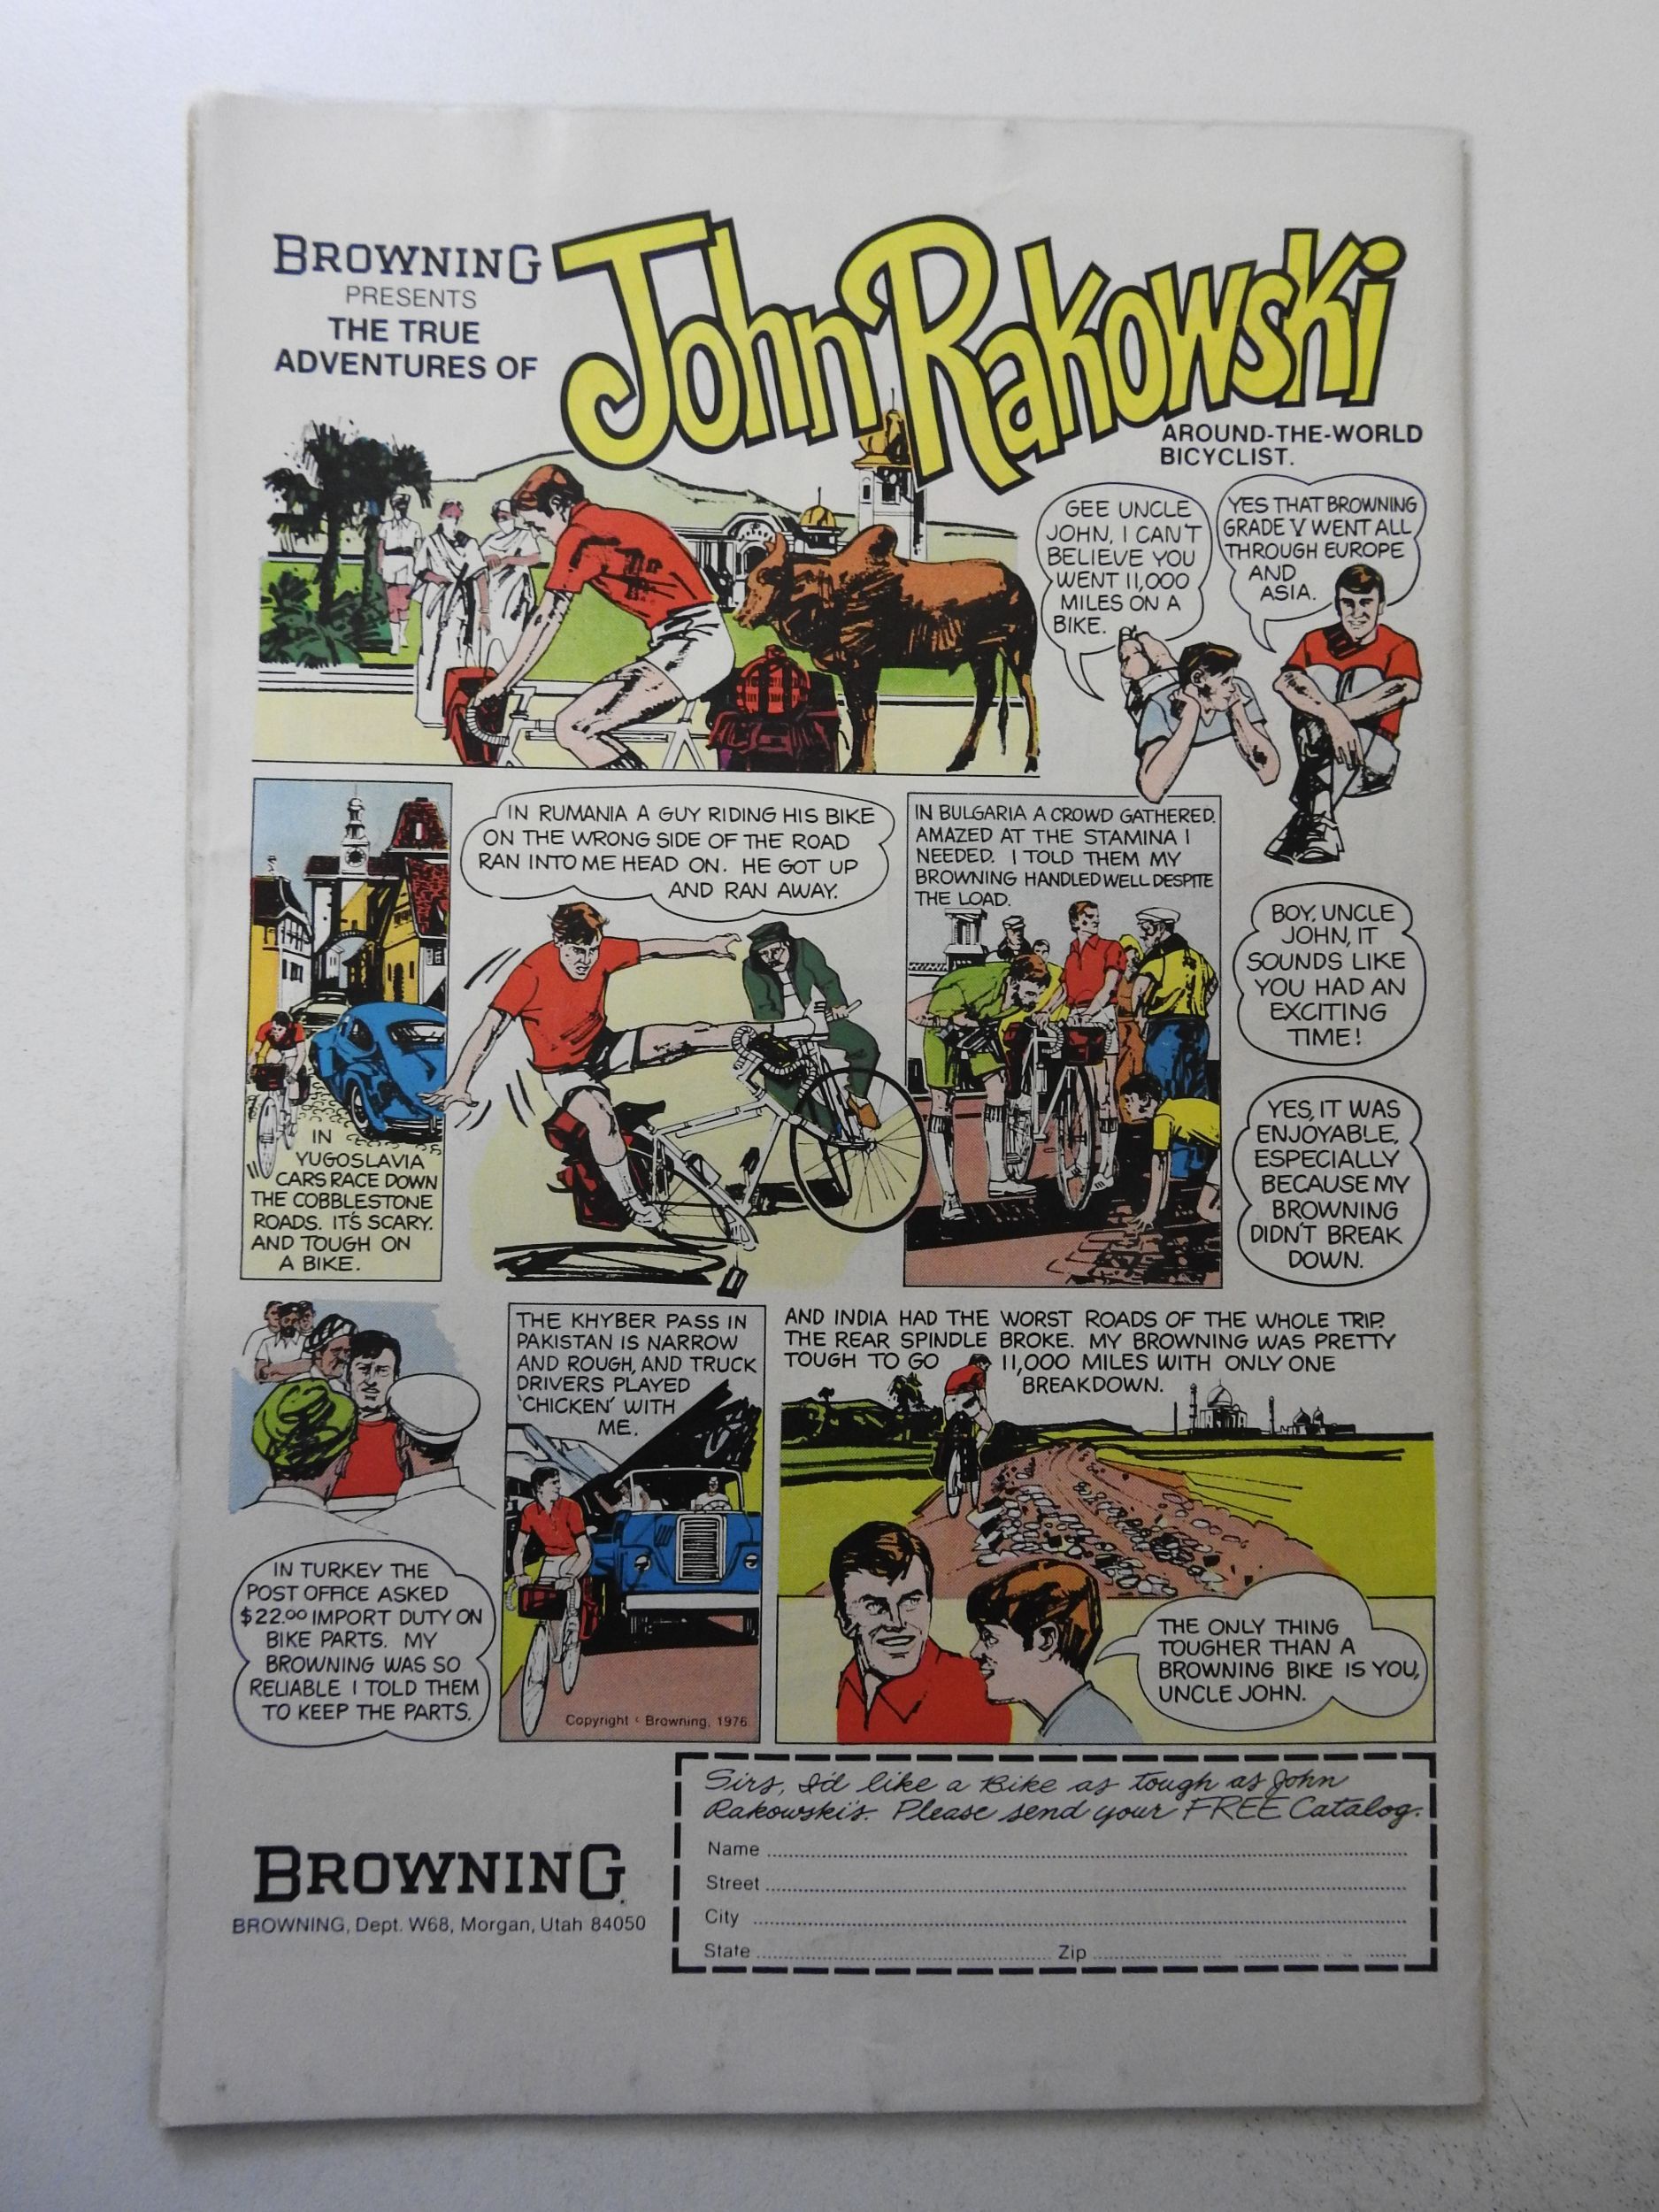 BROWNING
PRESENTS
THE TRUE
ADVENTURES OF
John Rakowski
AROUND-THE-WORLD
BICYCLIST.
GEE UNCLE
JOHN, I CAN'T
BELIEVE YOU
WENT 11,000
MILES ON A
BIKE.
YES THAT BROWNING
GRADE V WENT ALL
THROUGH EUROPE
AND
ASIA.
IN
YUGOSLAVIA
CARS RACE DOWN
THE COBBLESTONE
ROADS. IT'S SCARY.
AND TOUGH ON
A BIKE.
IN RUMANIA A GUY RIDING HIS BIKE
ON THE WRONG SIDE OF THE ROAD
RAN INTO ME HEAD ON. HE GOT UP
AND RAN AWAY.
IN BULGARIA A CROWD GATHERED.
AMAZED AT THE STAMINA I
NEEDED. I TOLD THEM MY
BROWNING HANDLED WELL DESPITE
THE LOAD.
BOY, UNCLE
JOHN, IT
SOUNDS LIKE
YOU HAD AN
EXCITING
TIME!
YES, IT WAS
ENJOYABLE,
ESPECIALLY
BECAUSE MY
BROWNING
DIDN'T BREAK
DOWN.
IN TURKEY THE
POST OFFICE ASKED
$22.00 IMPORT DUTY ON
BIKE PARTS. MY
BROWNING WAS SO
RELIABLE I TOLD THEM
TO KEEP THE PARTS.
THE KHYBER PASS IN
PAKISTAN IS NARROW
AND ROUGH, AND TRUCK
DRIVERS PLAYED
'CHICKEN' WITH
ME.
Copyright c Browning, 1976
AND INDIA HAD THE WORST ROADS OF THE WHOLE TRIP.
THE REAR SPINDLE BROKE. MY BROWNING WAS PRETTY
TOUGH TO GO 11,000 MILES WITH ONLY ONE
BREAKDOWN.
THE ONLY THING
TOUGHER THAN A
BROWNING BIKE IS YOU,
UNCLE JOHN.
Sirs, I'd like a Bike as tough as John
Rakowski's. Please send your FREE Catalog.
Name
Street
City
State Zip
BROWNING
BROWNING, Dept. W68, Morgan, Utah 84050